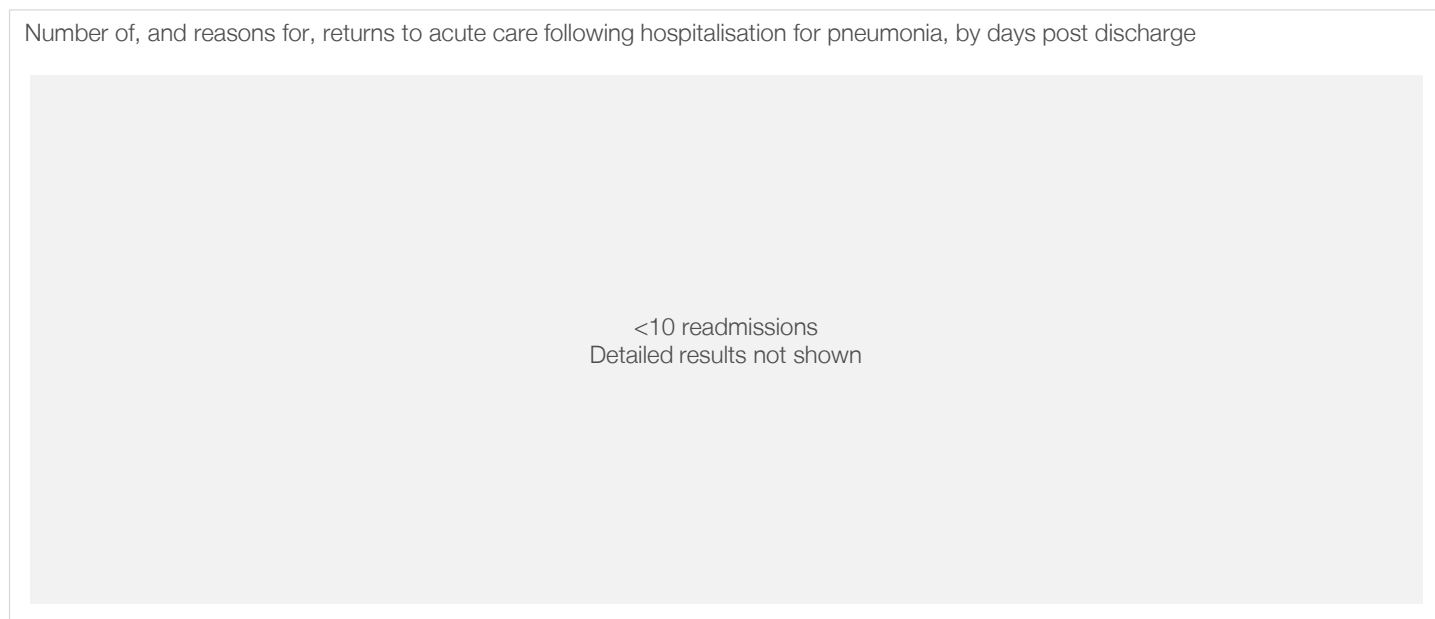 Number of, and reasons for, returns to acute care following hospitalisation for pneumonia, by days post discharge
<10 readmissions
Detailed results not shown